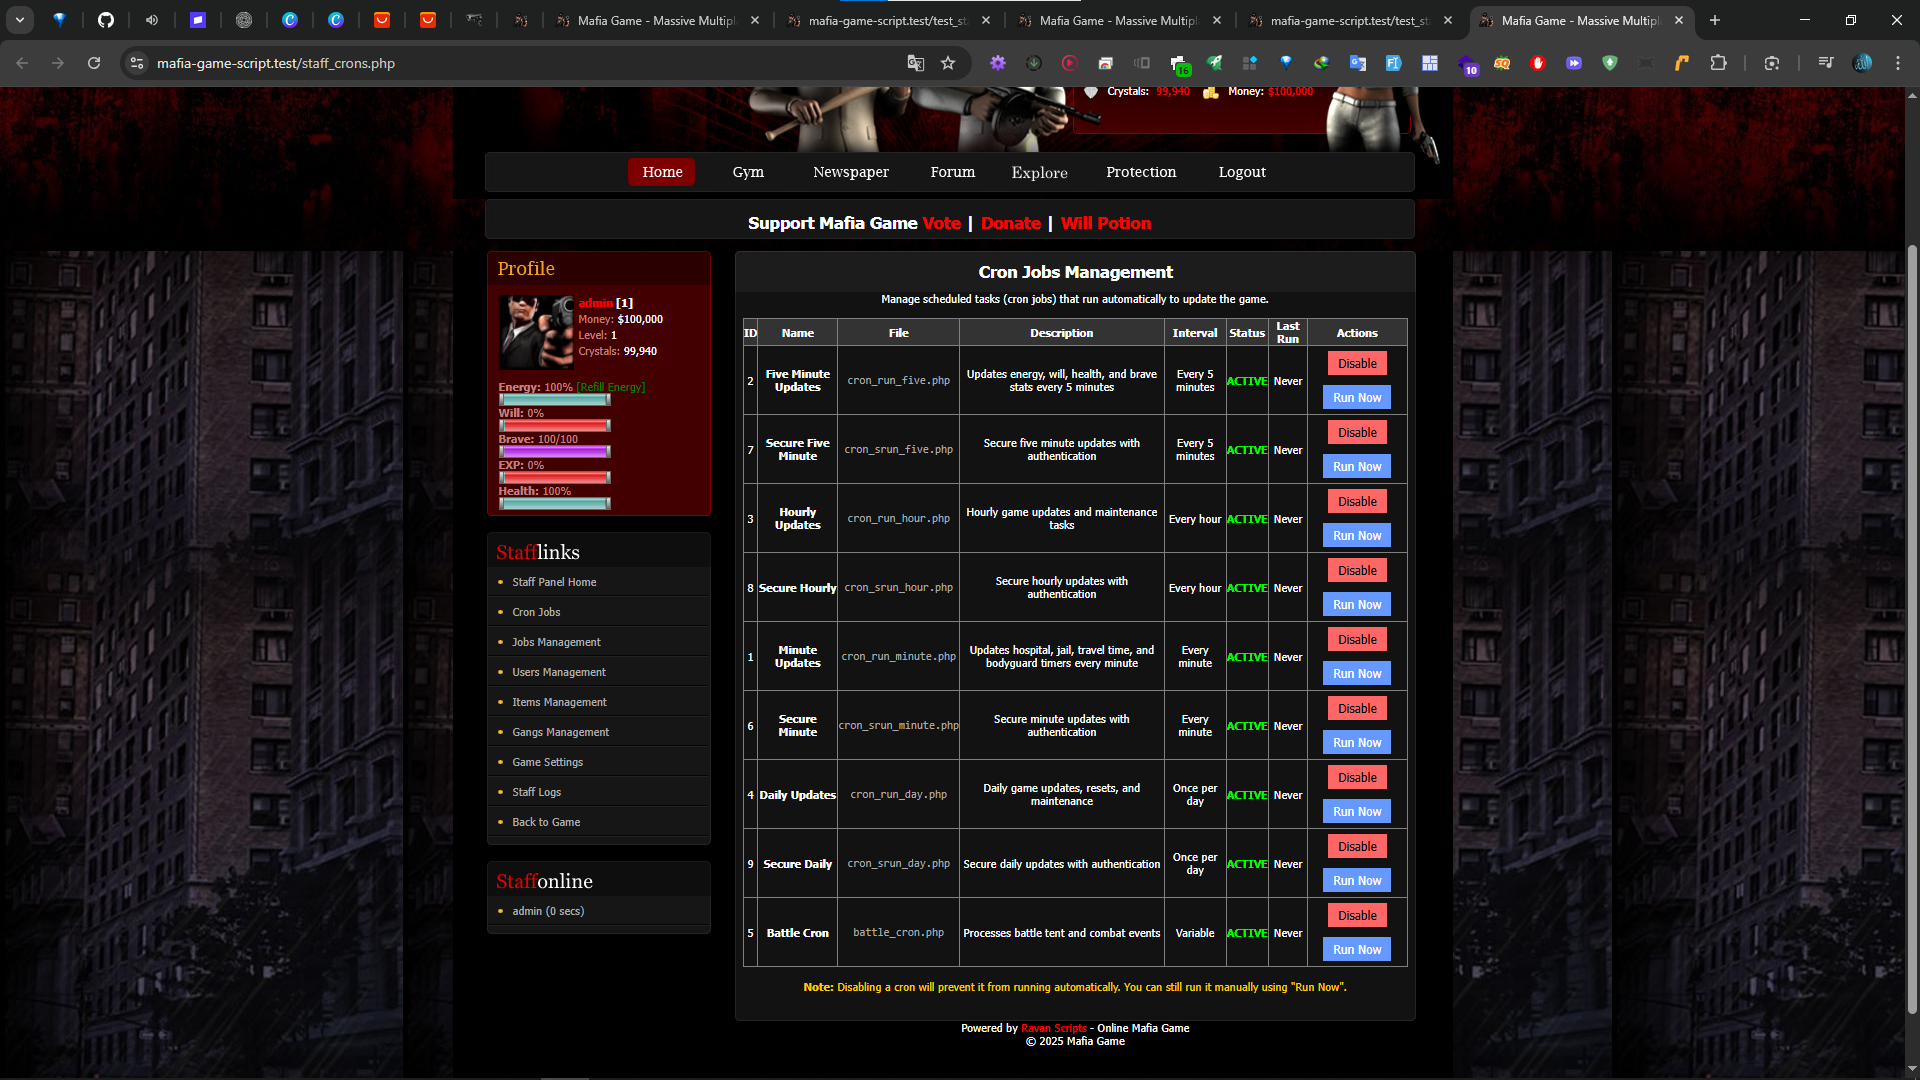 Mafia Game - Massive Multipl
mafia-game-script.test/test_st
Mafia Game - Massive Multipl
mafia-game-script.test/test_st
Mafia Game - Massive Multipl
mafia-game-script.test/staff_crons.php
16
10
Crystals: 99,940 Money: $100,000
Home Gym Newspaper Forum Explore Protection Logout
Support Mafia Game Vote | Donate | Will Potion
Profile
admin [1]
Money: $100,000
Level: 1
Crystals: 99,940
Energy: 100% [Refill Energy]
Will: 0%
Brave: 100/100
EXP: 0%
Health: 100%
Stafflinks
Staff Panel Home
Cron Jobs
Jobs Management
Users Management
Items Management
Gangs Management
Game Settings
Staff Logs
Back to Game
Staffonline
admin (0 secs)
Cron Jobs Management
Manage scheduled tasks (cron jobs) that run automatically to update the game.
ID Name File Description Interval Status Last Run Actions
2 Five Minute Updates cron_run_five.php Updates energy, will, health, and brave stats every 5 minutes Every 5 minutes ACTIVE Never Disable Run Now
7 Secure Five Minute cron_srun_five.php Secure five minute updates with authentication Every 5 minutes ACTIVE Never Disable Run Now
3 Hourly Updates cron_run_hour.php Hourly game updates and maintenance tasks Every hour ACTIVE Never Disable Run Now
8 Secure Hourly cron_srun_hour.php Secure hourly updates with authentication Every hour ACTIVE Never Disable Run Now
1 Minute Updates cron_run_minute.php Updates hospital, jail, travel time, and bodyguard timers every minute Every minute ACTIVE Never Disable Run Now
6 Secure Minute cron_srun_minute.php Secure minute updates with authentication Every minute ACTIVE Never Disable Run Now
4 Daily Updates cron_run_day.php Daily game updates, resets, and maintenance Once per day ACTIVE Never Disable Run Now
9 Secure Daily cron_srun_day.php Secure daily updates with authentication Once per day ACTIVE Never Disable Run Now
5 Battle Cron battle_cron.php Processes battle tent and combat events Variable ACTIVE Never Disable Run Now
Note: Disabling a cron will prevent it from running automatically. You can still run it manually using "Run Now".
Powered by Ravan Scripts - Online Mafia Game
© 2025 Mafia Game